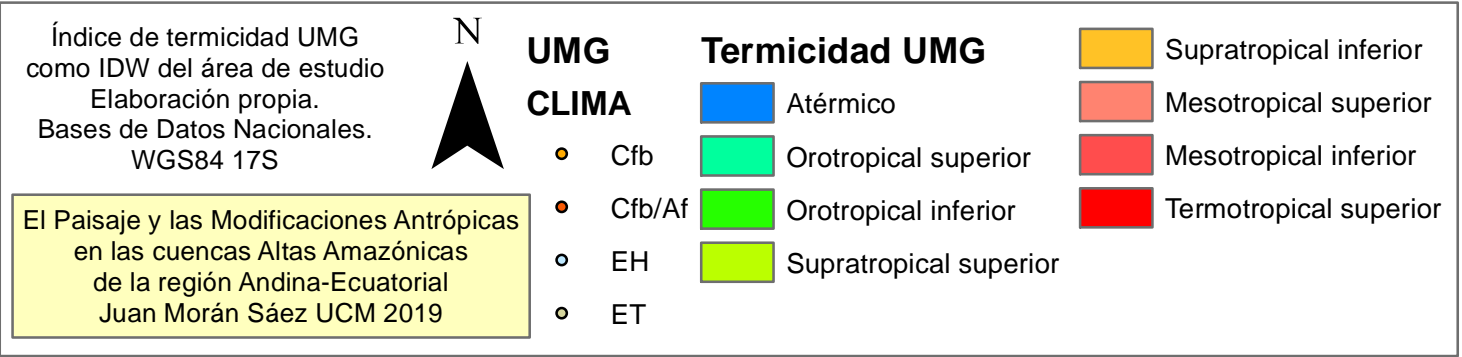 Índice de termicidad UMG
como IDW del área de estudio
Elaboración propia.
Bases de Datos Nacionales.
WGS84 17S
El Paisaje y las Modificaciones Antrópicas
en las cuencas Altas Amazónicas
de la región Andina-Ecuatorial
Juan Morán Sáez UCM 2019
N
UMG
CLIMA
Cfb
Cfb/Af
EH
ET
Termicidad UMG
Atérmico
Orotropical superior
Orotropical inferior
Supratropical superior
Supratropical inferior
Mesotropical superior
Mesotropical inferior
Termotropical superior